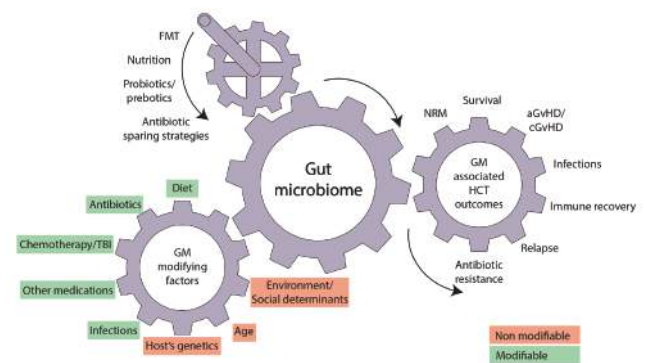 FMT
Nutrition
Probiotics/
prebotics
Antibiotic
sparing strategies
Gut
microbiome
NRM
Survival
aGvHD/
cGvHD
Infections
Immune recovery
Relapse
Antibiotic
resistance
GM
associated
HCT
outcomes
Diet
Antibiotics
Chemotherapy/TBI
Other medications
Infections
Host's genetics
Age
Environment/
Social determinants
GM
modifying
factors
Non modifiable
Modifiable